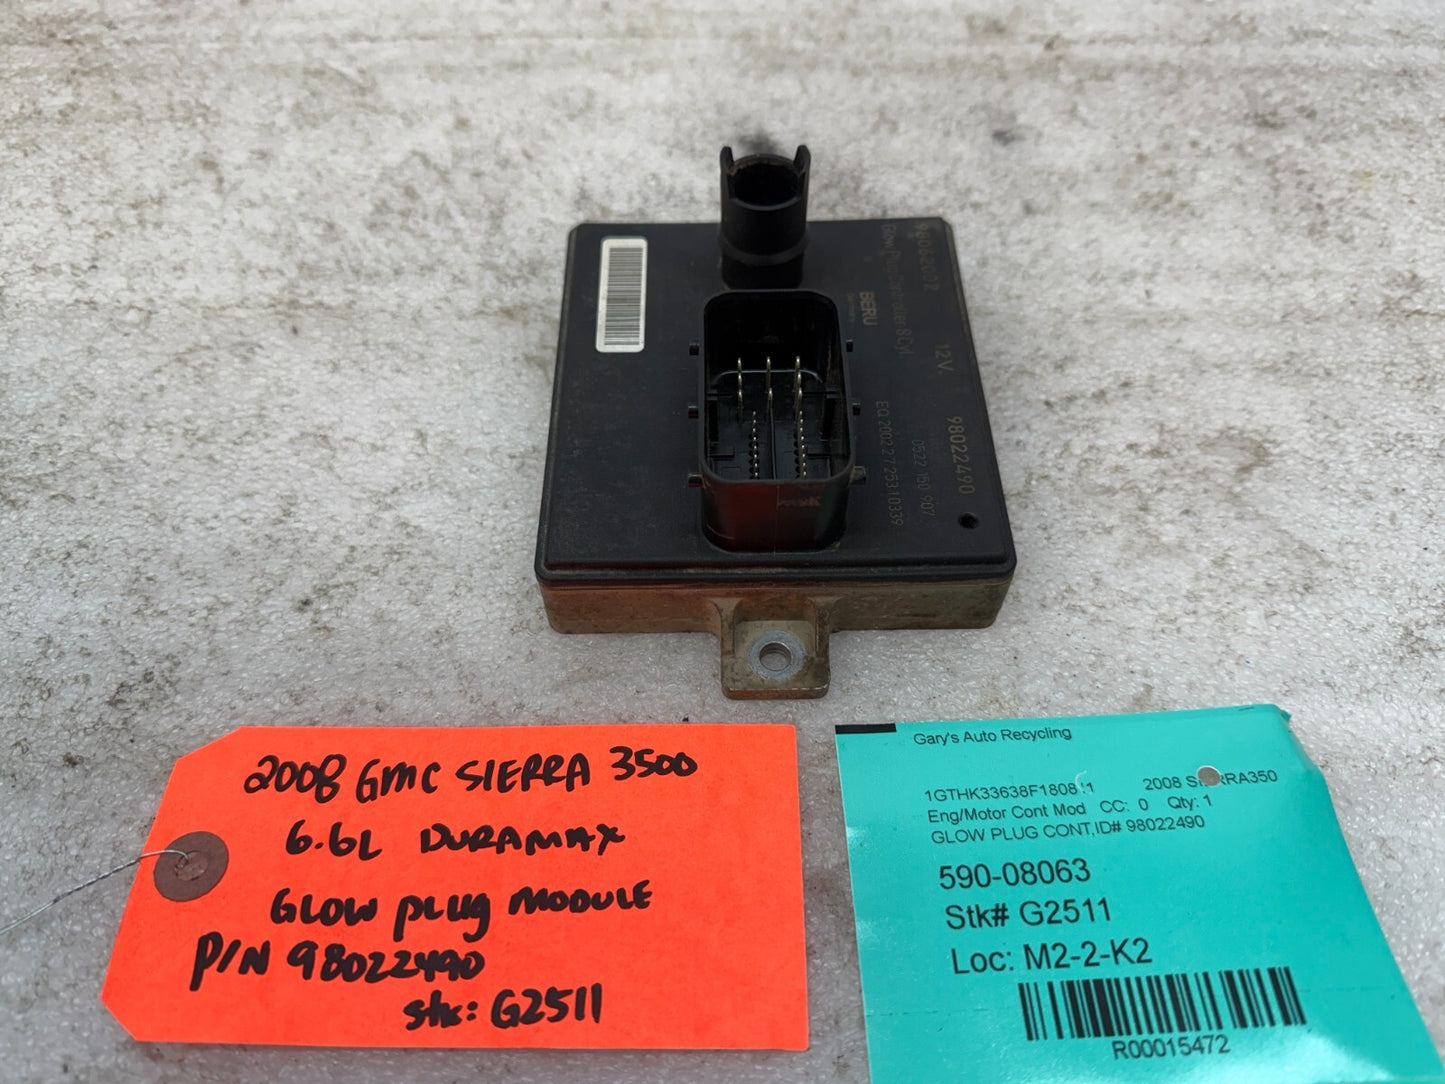 Glow Plug Controller 8Cyl
BERU
Germany
12V.
98022490
0522 150 907
2008 GMC SIERRA 3500
6.6L DURAMAX
GLOW PLUG MODULE
P/N 98022490
stk: G2511
Gary's Auto Recycling
2008
Eng/Motor Cont Mod CC: 0 Qty: 1
GLOW PLUG CONT,ID# 98022490
590-08063
Stk# G2511
Loc: M2-2-K2
R00015472